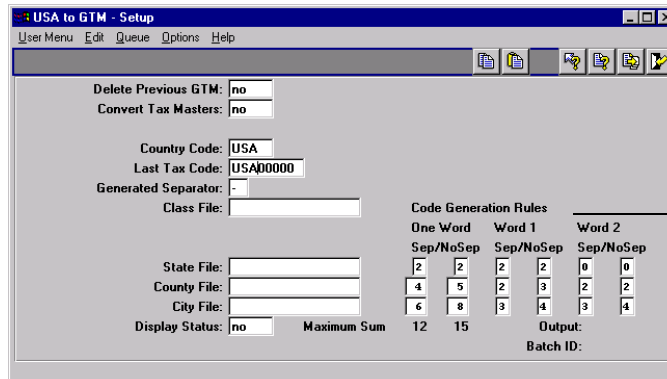 USA to GTM - Setup
User Menu Edit Queue Options Help
Delete Previous GTM: no
Convert Tax Masters: no
Country Code: USA
Last Tax Code: USA00000
Generated Separator: -
Class File: Code Generation Rules
One Word Word 1 Word 2
Sep/NoSep Sep/NoSep Sep/NoSep
State File: 2 2 2 2 0 0
County File: 4 5 2 3 2 2
City File: 6 8 3 4 3 4
Display Status: no Maximum Sum 12 15 Output:
Batch ID: